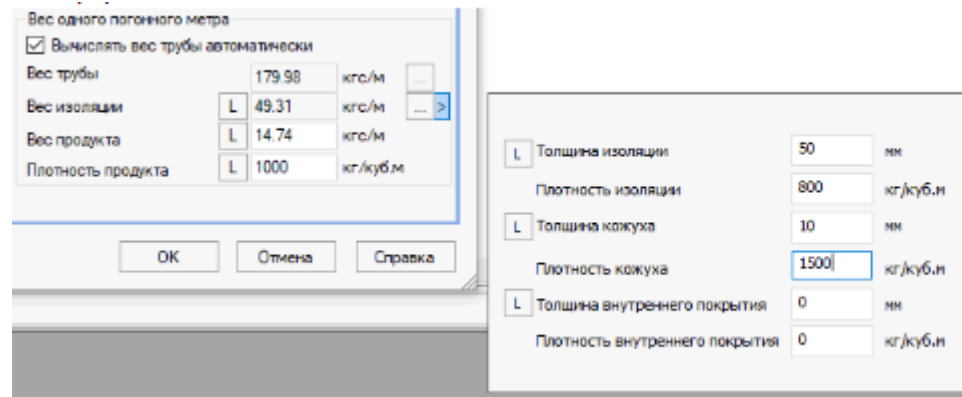 Вес одного погонного метра
Вычислять вес трубы автоматически
Вес трубы 179.98 кгс/м ...
Вес изоляции L 49.31 кгс/м ... >
Вес продукта L 14.74 кгс/м
Плотность продукта L 1000 кг/куб.м
OK Отмена Справка
L Толщина изоляции 50 мм
Плотность изоляции 800 кг/куб.м
L Толщина кожуха 10 мм
Плотность кожуха 1500 кг/куб.м
L Толщина внутреннего покрытия 0 мм
Плотность внутреннего покрытия 0 кг/куб.м